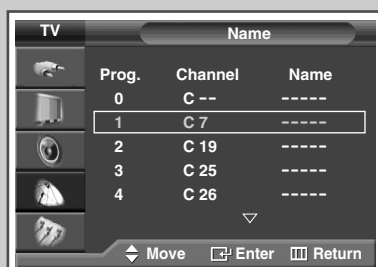 TV Name
Prog. Channel Name
0 C -- -----
1 C 7 -----
2 C 19 -----
3 C 25 -----
4 C 26 -----
Move Enter Return